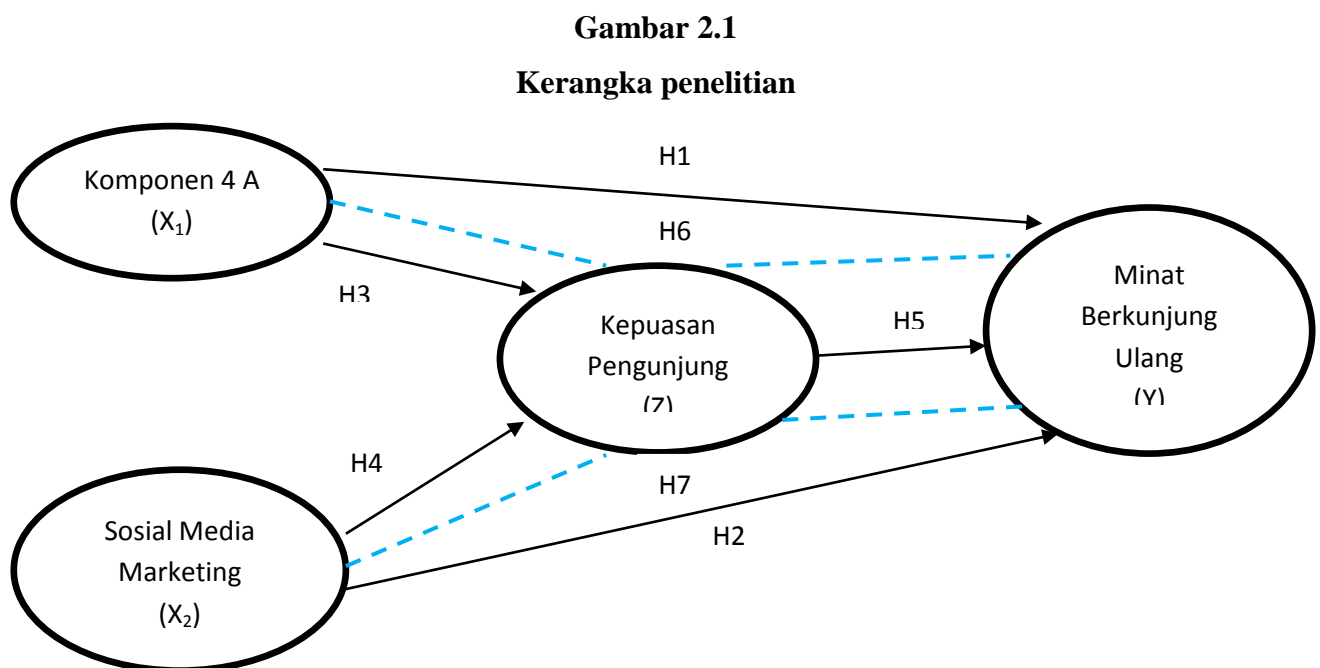 Gambar 2.1
Kerangka penelitian
H1
Komponen 4 A
(X₁)
H6
H3
Minat
Berkunjung
Ulang
(Y)
H5
Kepuasan
Pengunjung
(Z)
H4
H7
H2
Sosial Media
Marketing
(X₂)